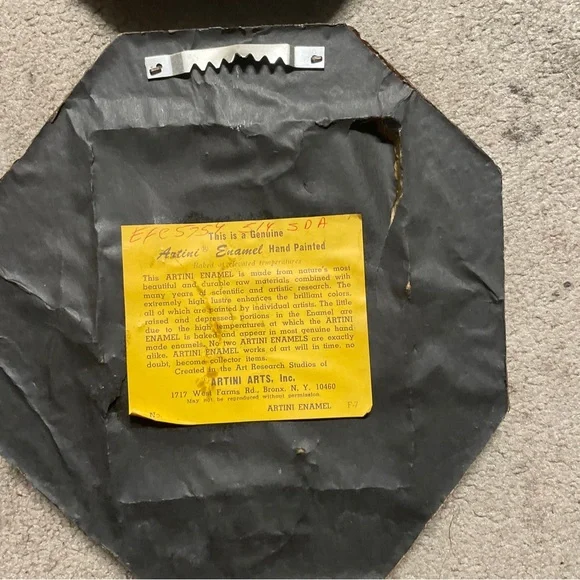 EFC5754 514 SDA
This is a Genuine
Artini® Enamel Hand Painted
Baked at elevated temperatures
This ARTINI ENAMEL is made from nature's most
beautiful and durable raw materials combined with
many years of scientific and artistic research. The
extremely high lustre enhances the brilliant colors,
all of which are painted by individual artists. The little
raised and depressed portions in the Enamel are
due to the high temperatures at which the ARTINI
ENAMEL is baked and appear in most genuine hand
made enamels. No two ARTINI ENAMELS are exactly
alike. ARTINI ENAMEL works of art will in time, no
doubt, become collector items.
Created in the Art Research Studios of
ARTINI ARTS, Inc.
1717 West Farms Rd., Bronx, N. Y. 10460
May not be reproduced without permission.
No.
ARTINI ENAMEL